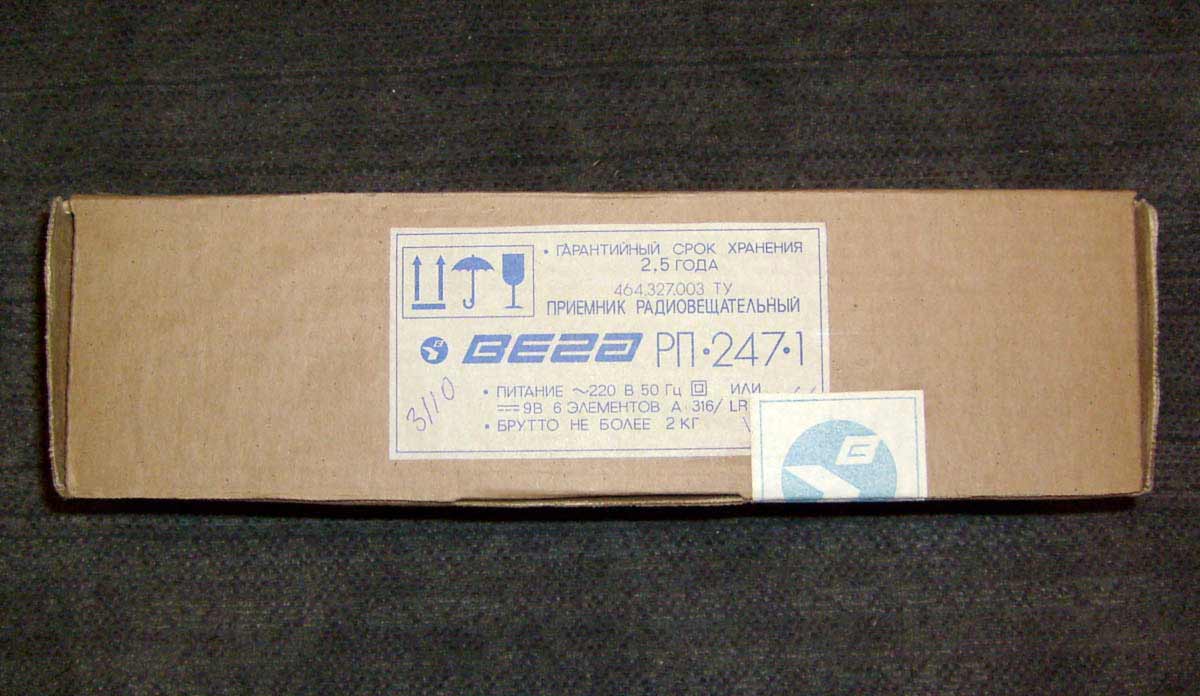 • ГАРАНТИЙНЫЙ СРОК ХРАНЕНИЯ
2,5 ГОДА
464.327.003 ТУ
ПРИЕМНИК РАДИОВЕЩАТЕЛЬНЫЙ
ВЕГА РП·247·1
• ПИТАНИЕ ~220 В 50 Гц ИЛИ
9В 6 ЭЛЕМЕНТОВ А 316/ LR
• БРУТТО НЕ БОЛЕЕ 2 КГ
3110
В